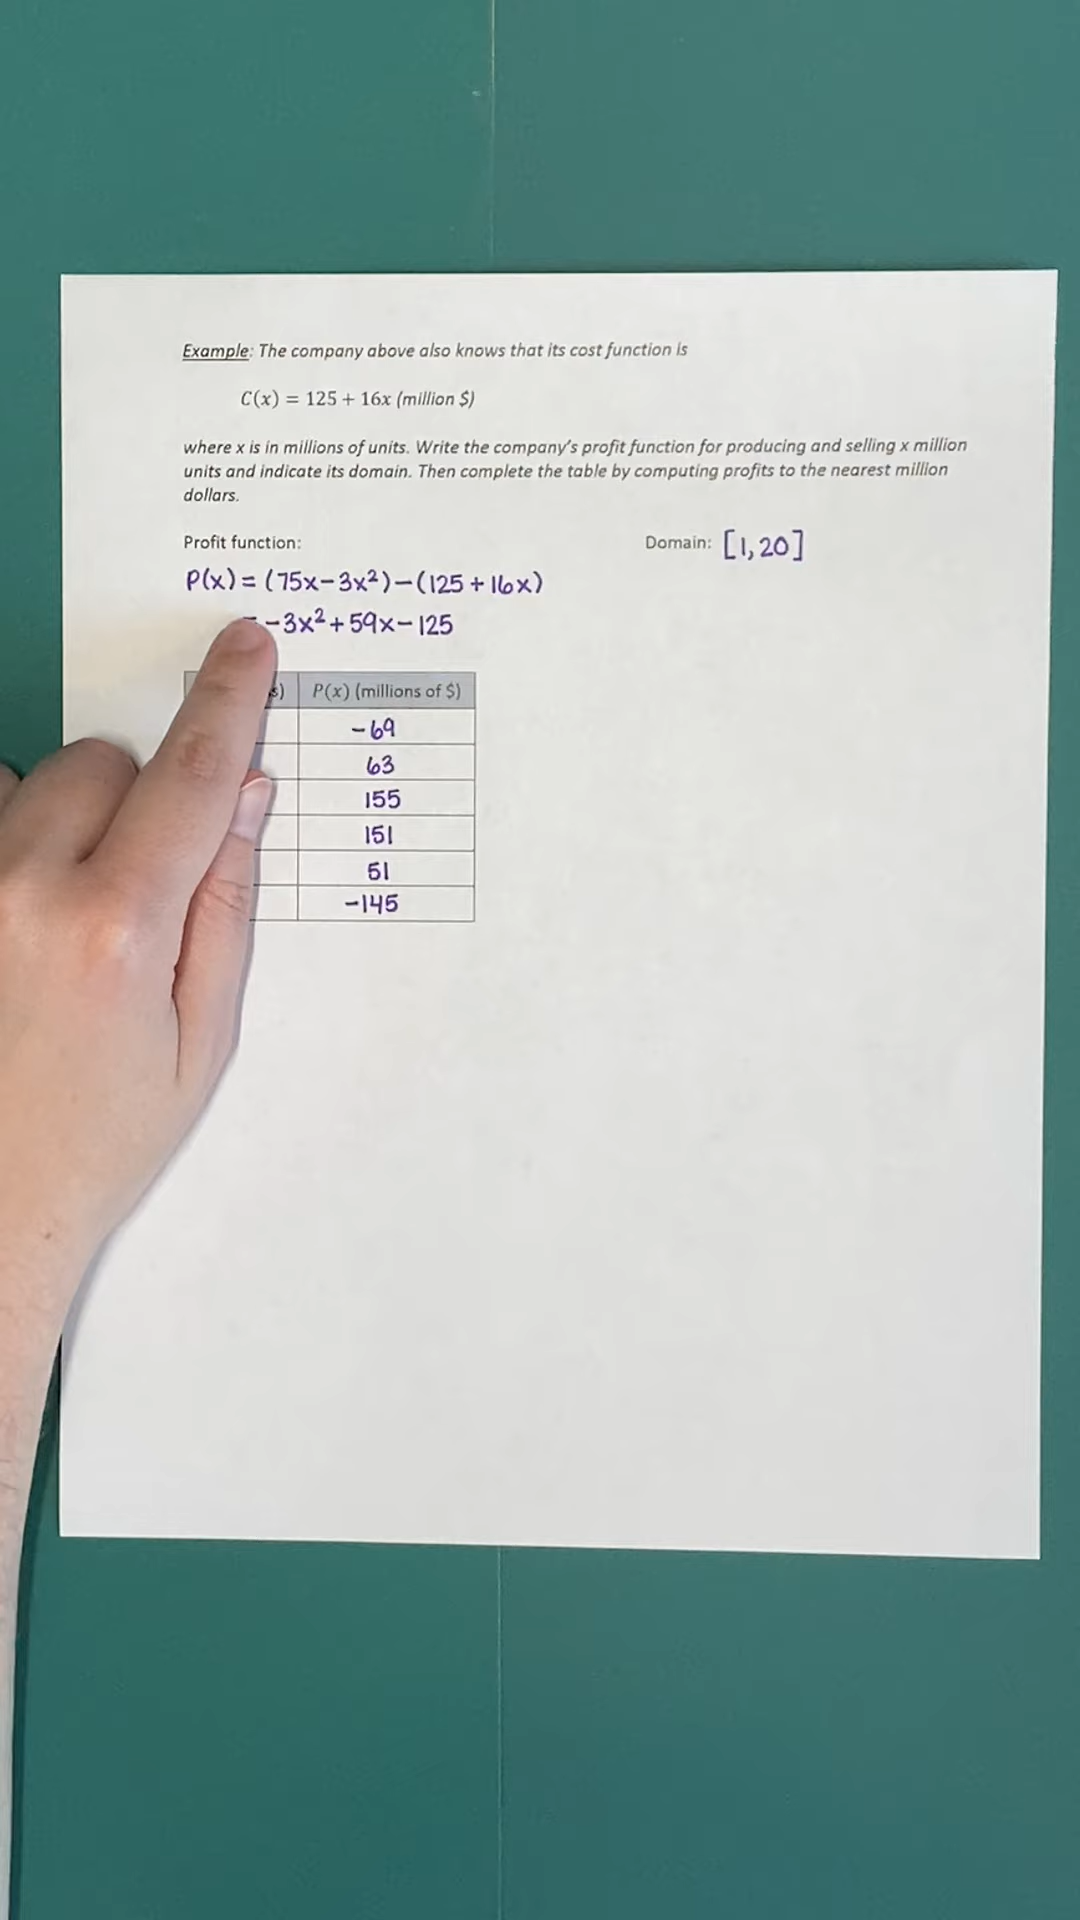 Example: The company above also knows that its cost function is
C(x) = 125 + 16x (million $)
where x is in millions of units. Write the company's profit function for producing and selling x million
units and indicate its domain. Then complete the table by computing profits to the nearest million
dollars.
Profit function:
Domain: [1, 20]
P(x) = (75x - 3x²) - (125 + 16x)
= -3x² + 59x - 125
s) P(x) (millions of $)
-69
63
155
151
51
-145